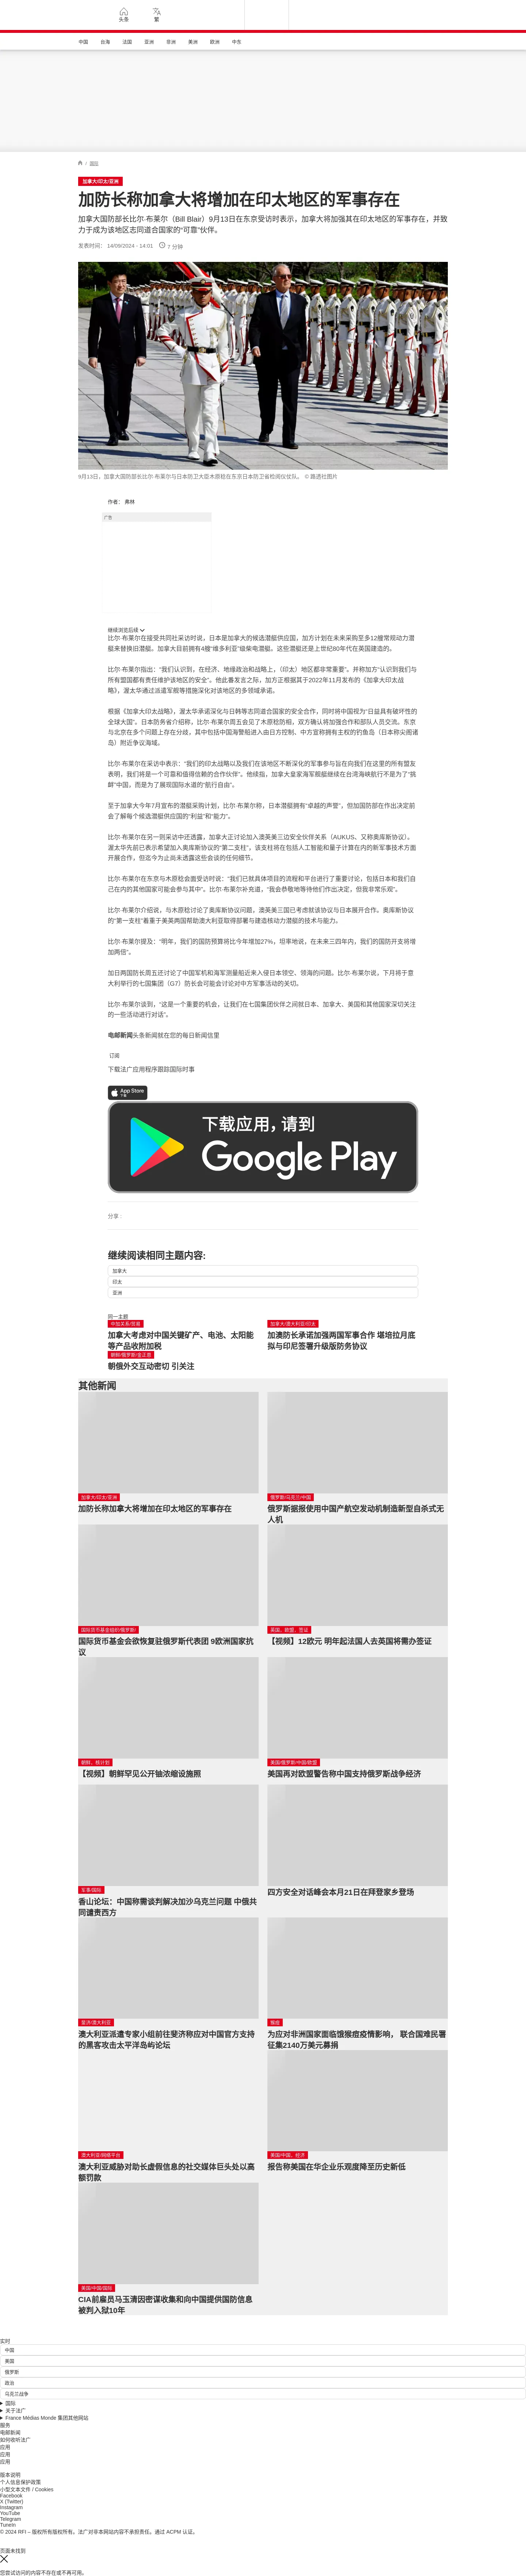 头条
繁
中国
台海
法国
亚洲
非洲
美洲
欧洲
中东
/ 国际
加拿大/印太/亚洲
加防长称加拿大将增加在印太地区的军事存在
加拿大国防部长比尔·布莱尔（Bill Blair）9月13日在东京受访时表示，加拿大将加强其在印太地区的军事存在，并致力于成为该地区志同道合国家的“可靠”伙伴。
发表时间： 14/09/2024 - 14:01
7 分钟
9月13日，加拿大国防部长比尔·布莱尔与日本防卫大臣木原稔在东京日本防卫省检阅仪仗队。 © 路透社图片
作者： 弗林
广告
继续浏览后续
比尔·布莱尔在接受共同社采访时说，日本是加拿大的候选潜艇供应国，加方计划在未来采购至多12艘常规动力潜艇来替换旧潜艇。加拿大目前拥有4艘“维多利亚”级柴电潜艇。这些潜艇还是上世纪80年代在英国建造的。
比尔·布莱尔指出：“我们认识到，在经济、地缘政治和战略上，（印太）地区都非常重要”。并称加方“认识到我们与所有盟国都有责任维护该地区的安全”。他此番发言之际，加方正根据其于2022年11月发布的《加拿大印太战略》，渥太华通过派遣军舰等措施深化对该地区的多领域承诺。
根据《加拿大印太战略》，渥太华承诺深化与日韩等志同道合国家的安全合作，同时将中国视为“日益具有破坏性的全球大国”。日本防务省介绍称，比尔·布莱尔周五会见了木原稔防相，双方确认将加强合作和部队人员交流。东京与北京在多个问题上存在分歧，其中包括中国海警船进入由日方控制、中方宣称拥有主权的钓鱼岛（日本称尖阁诸岛）附近争议海域。
比尔·布莱尔在采访中表示：“我们的印太战略以及我们在该地区不断深化的军事参与旨在向我们在这里的所有盟友表明，我们将是一个可靠和值得信赖的合作伙伴”。他续指，加拿大皇家海军舰艇继续在台湾海峡航行不是为了“挑衅”中国，而是为了展现国际水道的“航行自由”。
至于加拿大今年7月宣布的潜艇采购计划，比尔·布莱尔称，日本潜艇拥有“卓越的声誉”，但加国防部在作出决定前会了解每个候选潜艇供应国的“利益”和“能力”。
比尔·布莱尔在另一则采访中还透露，加拿大正讨论加入澳英美三边安全伙伴关系（AUKUS、又称奥库斯协议）。渥太华先前已表示希望加入奥库斯协议的“第二支柱”。该支柱将在包括人工智能和量子计算在内的新军事技术方面开展合作，但迄今为止尚未透露这些会谈的任何细节。
比尔·布莱尔在东京与木原稔会面受访时说：“我们已就具体项目的流程和平台进行了重要讨论，包括日本和我们自己在内的其他国家可能会参与其中”。比尔·布莱尔补充道，“我会恭敬地等待他们作出决定，但我非常乐观”。
比尔·布莱尔介绍说，与木原稔讨论了奥库斯协议问题，澳英美三国已考虑就该协议与日本展开合作。奥库斯协议的“第一支柱”着重于美英两国帮助澳大利亚取得部署与建造核动力潜艇的技术与能力。
比尔·布莱尔提及：“明年，我们的国防预算将比今年增加27%，坦率地说，在未来三四年内，我们的国防开支将增加两倍”。
加日两国防长周五还讨论了中国军机和海军测量船近来入侵日本领空、领海的问题。比尔·布莱尔说，下月将于意大利举行的七国集团（G7）防长会可能会讨论对中方军事活动的关切。
比尔·布莱尔谈到，“这是一个重要的机会，让我们在七国集团伙伴之间就日本、加拿大、美国和其他国家深切关注的一些活动进行对话”。
电邮新闻头条新闻就在您的每日新闻信里
订阅
下载法广应用程序跟踪国际时事
App Store
下载应用，请到
Google Play
分享 :
继续阅读相同主题内容:
加拿大
印太
亚洲
同一主题
中加关系/贸易
加拿大考虑对中国关键矿产、电池、太阳能等产品收附加税
加拿大/澳大利亚/印太
加澳防长承诺加强两国军事合作 堪培拉月底拟与印尼签署升级版防务协议
朝鲜/俄罗斯/金正恩
朝俄外交互动密切 引关注
其他新闻
加拿大/印太/亚洲
加防长称加拿大将增加在印太地区的军事存在
俄罗斯/乌克兰/中国
俄罗斯据报使用中国产航空发动机制造新型自杀式无人机
国际货币基金组织/俄罗斯/
国际货币基金会欲恢复驻俄罗斯代表团 9欧洲国家抗议
英国、欧盟、签证
【视频】12欧元 明年起法国人去英国将需办签证
朝鲜、核计划
【视频】朝鲜罕见公开铀浓缩设施照
美国/俄罗斯/中国/欧盟
美国再对欧盟警告称中国支持俄罗斯战争经济
军事/国际
香山论坛：中国称需谈判解决加沙乌克兰问题 中俄共同谴责西方
四方安全对话峰会本月21日在拜登家乡登场
斐济/澳大利亚
澳大利亚派遣专家小组前往斐济称应对中国官方支持的黑客攻击太平洋岛屿论坛
猴痘
为应对非洲国家面临饿猴痘疫情影响， 联合国难民署征集2140万美元募捐
澳大利亚/网络平台
澳大利亚威胁对助长虚假信息的社交媒体巨头处以高额罚款
美国/中国、经济
报告称美国在华企业乐观度降至历史新低
美国/中国/国际
CIA前雇员马玉清因密谋收集和向中国提供国防信息被判入狱10年
实时
中国
美国
俄罗斯
政治
乌克兰战争
国际
关于法广
France Médias Monde 集团其他网站
服务
电邮新闻
如何收听法广
应用
应用
应用
版本说明
个人信息保护政策
小型文本文件 / Cookies
Facebook
X (Twitter)
Instagram
YouTube
Telegram
TuneIn
© 2024 RFI – 版权所有版权所有。法广对非本网站内容不承担责任。通过 ACPM 认证。
页面未找到
您尝试访问的内容不存在或不再可用。